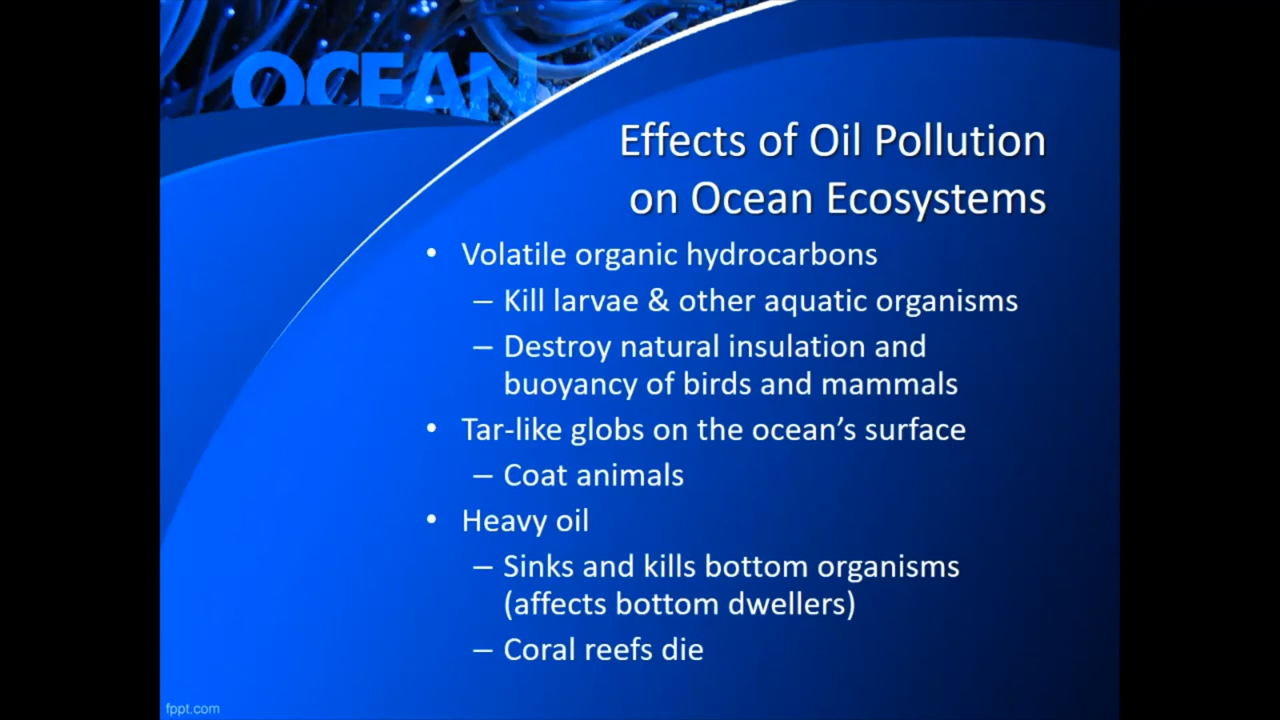 OCEAN
Effects of Oil Pollution
on Ocean Ecosystems
• Volatile organic hydrocarbons
– Kill larvae & other aquatic organisms
– Destroy natural insulation and
buoyancy of birds and mammals
• Tar-like globs on the ocean’s surface
– Coat animals
• Heavy oil
– Sinks and kills bottom organisms
(affects bottom dwellers)
– Coral reefs die
fppt.com